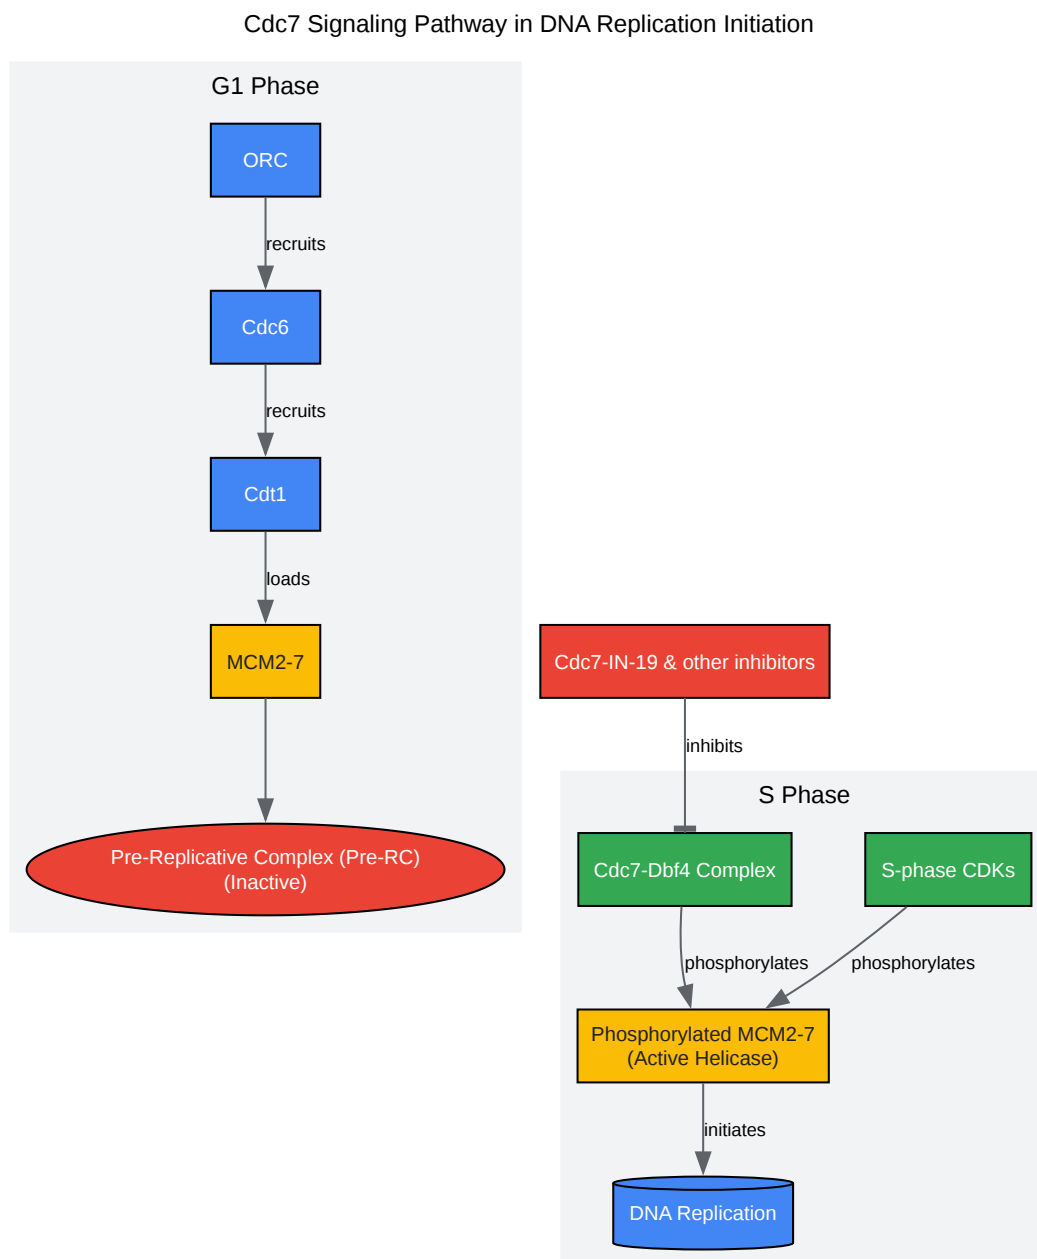 Cdc7 Signaling Pathway in DNA Replication Initiation
G1 Phase
ORC
recruits
Cdc6
recruits
Cdt1
loads
MCM2-7
Pre-Replicative Complex (Pre-RC)
(Inactive)
Cdc7-IN-19 & other inhibitors
inhibits
S Phase
Cdc7-Dbf4 Complex
S-phase CDKs
phosphorylates
phosphorylates
Phosphorylated MCM2-7
(Active Helicase)
initiates
DNA Replication